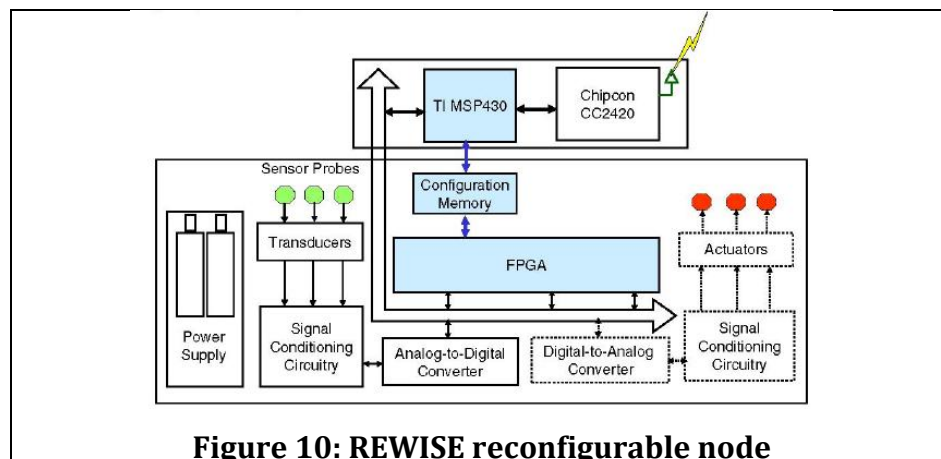 TI MSP430
Chipcon
CC2420
Sensor Probes
Configuration
Memory
Transducers
FPGA
Actuators
Power
Supply
Signal
Conditioning
Circuitry
Analog-to-Digital
Converter
Digital-to-Analog
Converter
Signal
Conditioning
Circuitry
Figure 10: REWISE reconfigurable node